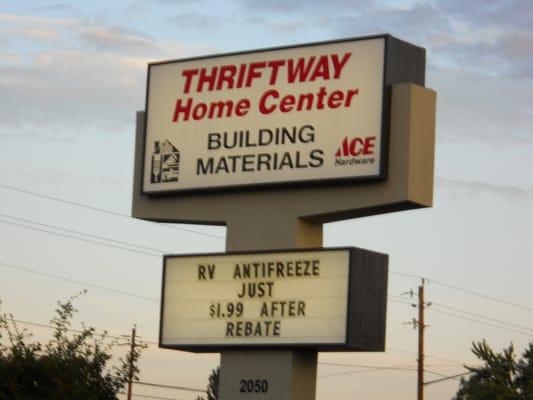 THRIFTWAY
Home Center
BUILDING
MATERIALS
ACE
Hardware
RV ANTIFREEZE
JUST
$1.99 AFTER
REBATE
2050